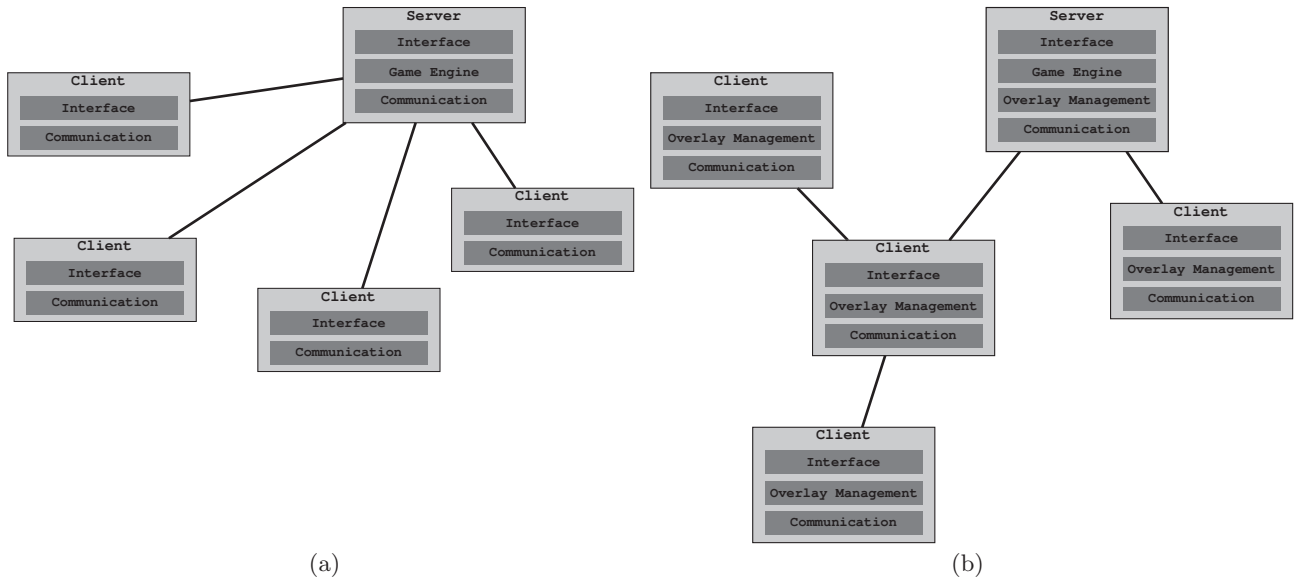 Server
Interface
Game Engine
Communication
Client
Interface
Communication
Client
Interface
Communication
Client
Interface
Communication
Client
Interface
Communication
(a)
Server
Interface
Game Engine
Overlay Management
Communication
Client
Interface
Overlay Management
Communication
Client
Interface
Overlay Management
Communication
Client
Interface
Overlay Management
Communication
Client
Interface
Overlay Management
Communication
(b)